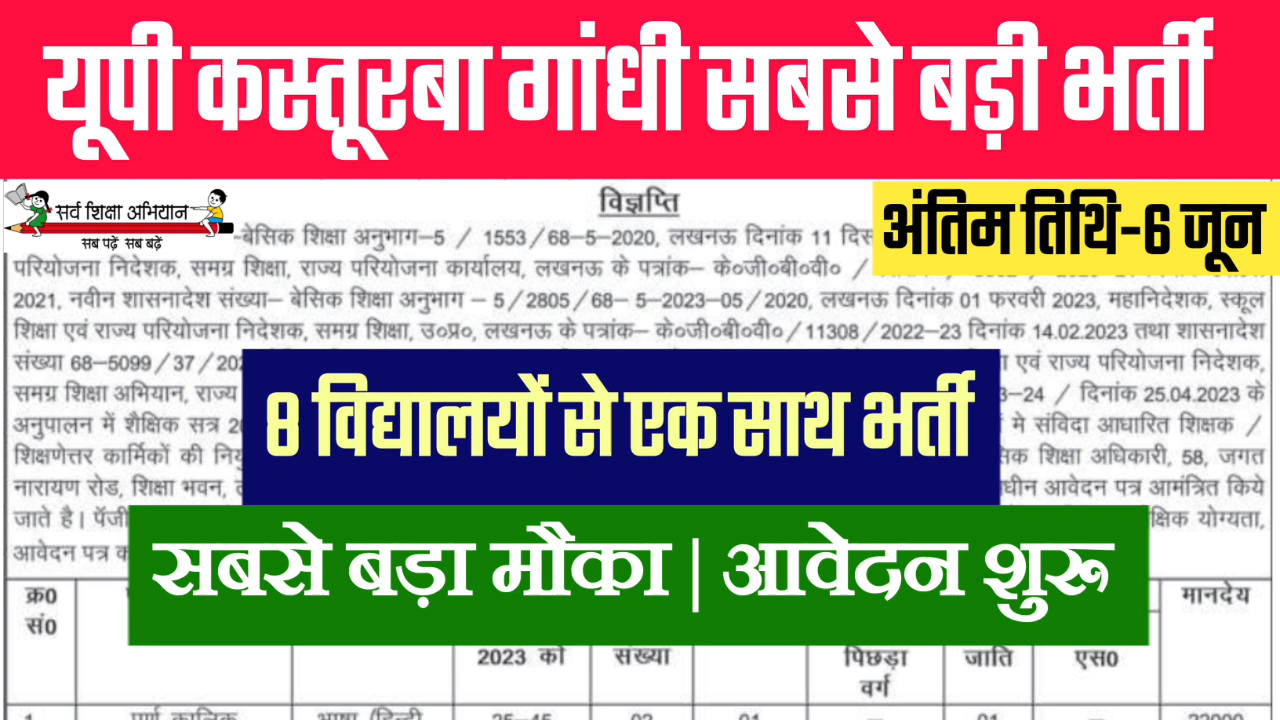 यूपी कस्तूरबा गांधी सबसे बड़ी भर्ती
विज्ञप्ति
सर्व शिक्षा अभियान
सब पढ़ें सब बढ़ें
अंतिम तिथि-6 जून
–बेसिक शिक्षा अनुभाग–5 / 1553/68–5–2020, लखनऊ दिनांक 11 दिस
परियोजना निदेशक, समग्र शिक्षा, राज्य परियोजना कार्यालय, लखनऊ के पत्रांक– के०जी०बी०वी० /
2021, नवीन शासनादेश संख्या– बेसिक शिक्षा अनुभाग – 5/2805/68– 5–2023–05/2020, लखनऊ दिनांक 01 फरवरी 2023, महानिदेशक, स्कूल
शिक्षा एवं राज्य परियोजना निदेशक, समग्र शिक्षा, उ०प्र०, लखनऊ के पत्रांक– के०जी०बी०वी०/11308/2022–23 दिनांक 14.02.2023 तथा शासनादेश
संख्या 68–5099/37/202 एवं राज्य परियोजना निदेशक,
समग्र शिक्षा अभियान, राज्य 3–24 / दिनांक 25.04.2023 के
8 विद्यालयों से एक साथ भर्ती
अनुपालन में शैक्षिक सत्र 2 में संविदा आधारित शिक्षक /
शिक्षणेत्तर कार्मिकों की शिक्षा अधिकारी, 58, जगत
नारायण रोड, शिक्षा भवन, आवेदन पत्र आमंत्रित किये
जाते है। योग्यता,
आवेदन पत्र
सबसे बड़ा मौका | आवेदन शुरू
क्र0
सं0
मानदेय
2023 को संख्या पिछड़ा
वर्ग जाति एस0